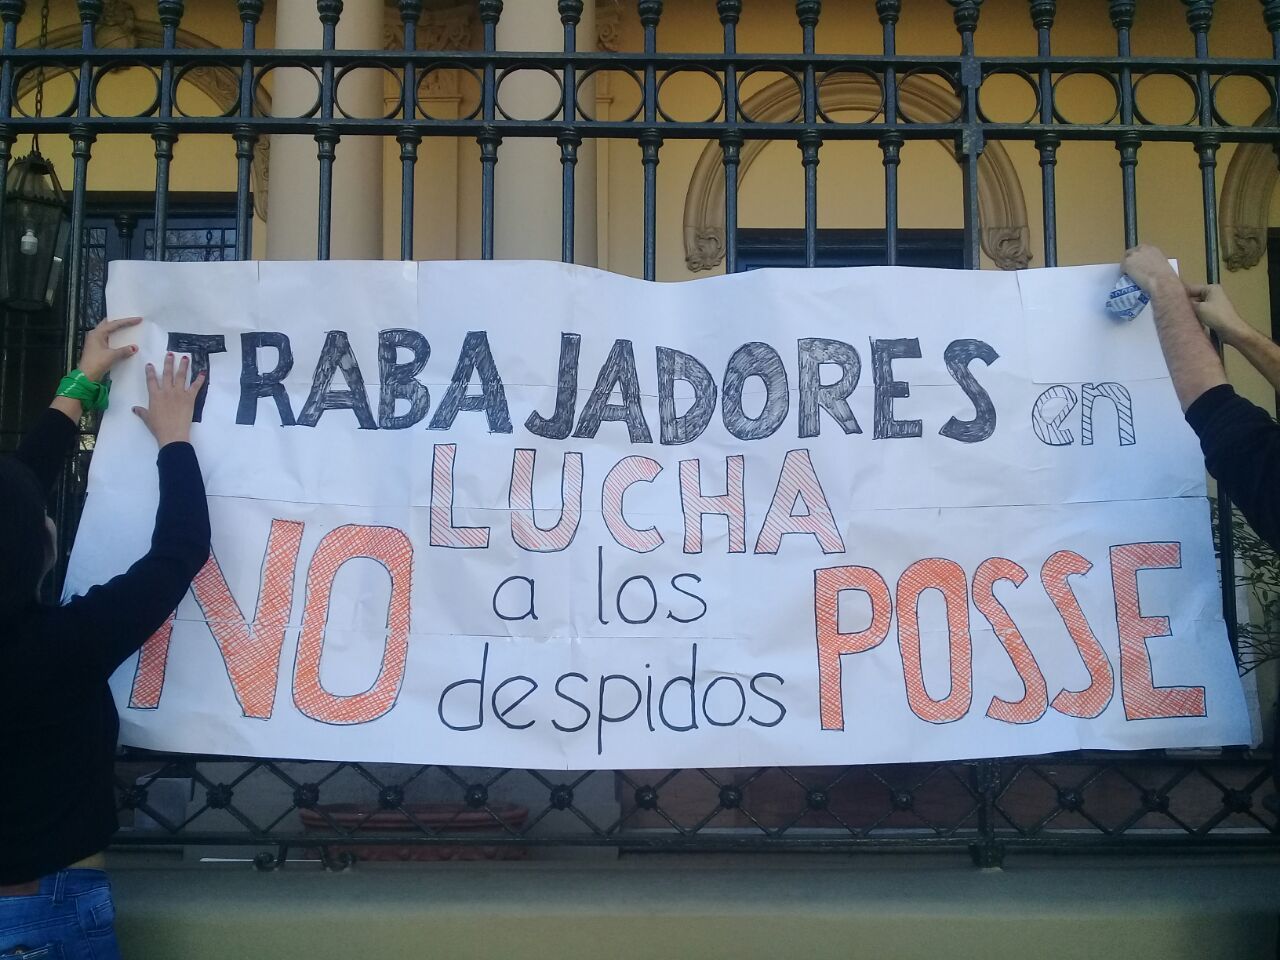 TRABAJADORES en
LUCHA
NO a los despidos POSSE